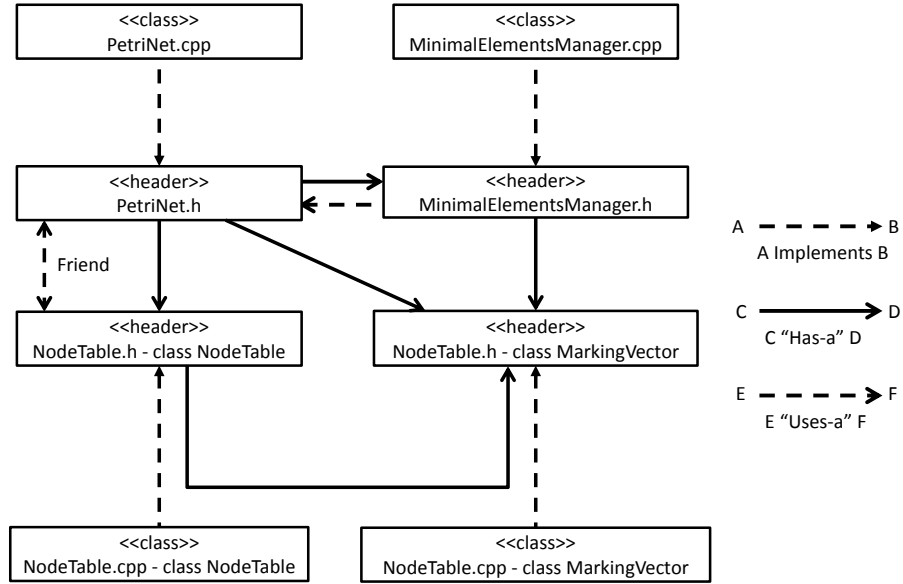 <<class>>
PetriNet.cpp
<<class>>
MinimalElementsManager.cpp
<<header>>
PetriNet.h
<<header>>
MinimalElementsManager.h
Friend
<<header>>
NodeTable.h - class NodeTable
<<header>>
NodeTable.h - class MarkingVector
<<class>>
NodeTable.cpp - class NodeTable
<<class>>
NodeTable.cpp - class MarkingVector
A B
A Implements B
C D
C “Has-a” D
E F
E “Uses-a” F